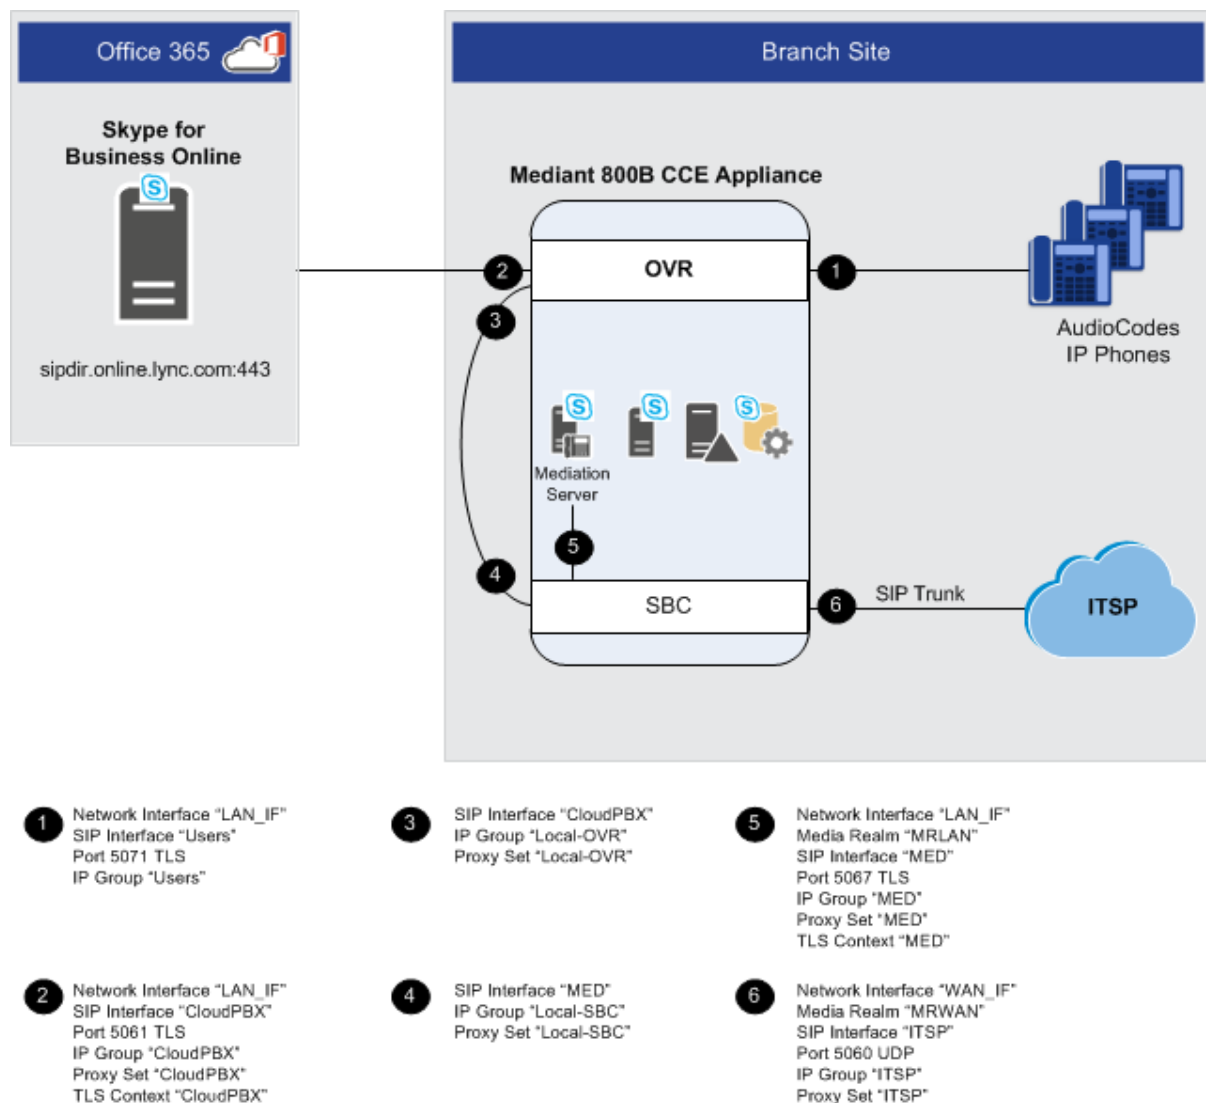 Office 365
Branch Site
Skype for
Business Online
S
sipdir.online.lync.com:443
Mediant 800B CCE Appliance
2
OVR
1
3
AudioCodes
IP Phones
S
S
S
Mediation
Server
5
4
SBC
6
SIP Trunk
ITSP
1
Network Interface "LAN_IF"
SIP Interface "Users"
Port 5071 TLS
IP Group "Users"
3
SIP Interface "CloudPBX"
IP Group "Local-OVR"
Proxy Set "Local-OVR"
5
Network Interface "LAN_IF"
Media Realm "MRLAN"
SIP Interface "MED"
Port 5067 TLS
IP Group "MED"
Proxy Set "MED"
TLS Context "MED"
2
Network Interface "LAN_IF"
SIP Interface "CloudPBX"
Port 5061 TLS
IP Group "CloudPBX"
Proxy Set "CloudPBX"
TLS Context "CloudPBX"
4
SIP Interface "MED"
IP Group "Local-SBC"
Proxy Set "Local-SBC"
6
Network Interface "WAN_IF"
Media Realm "MRWAN"
SIP Interface "ITSP"
Port 5060 UDP
IP Group "ITSP"
Proxy Set "ITSP"